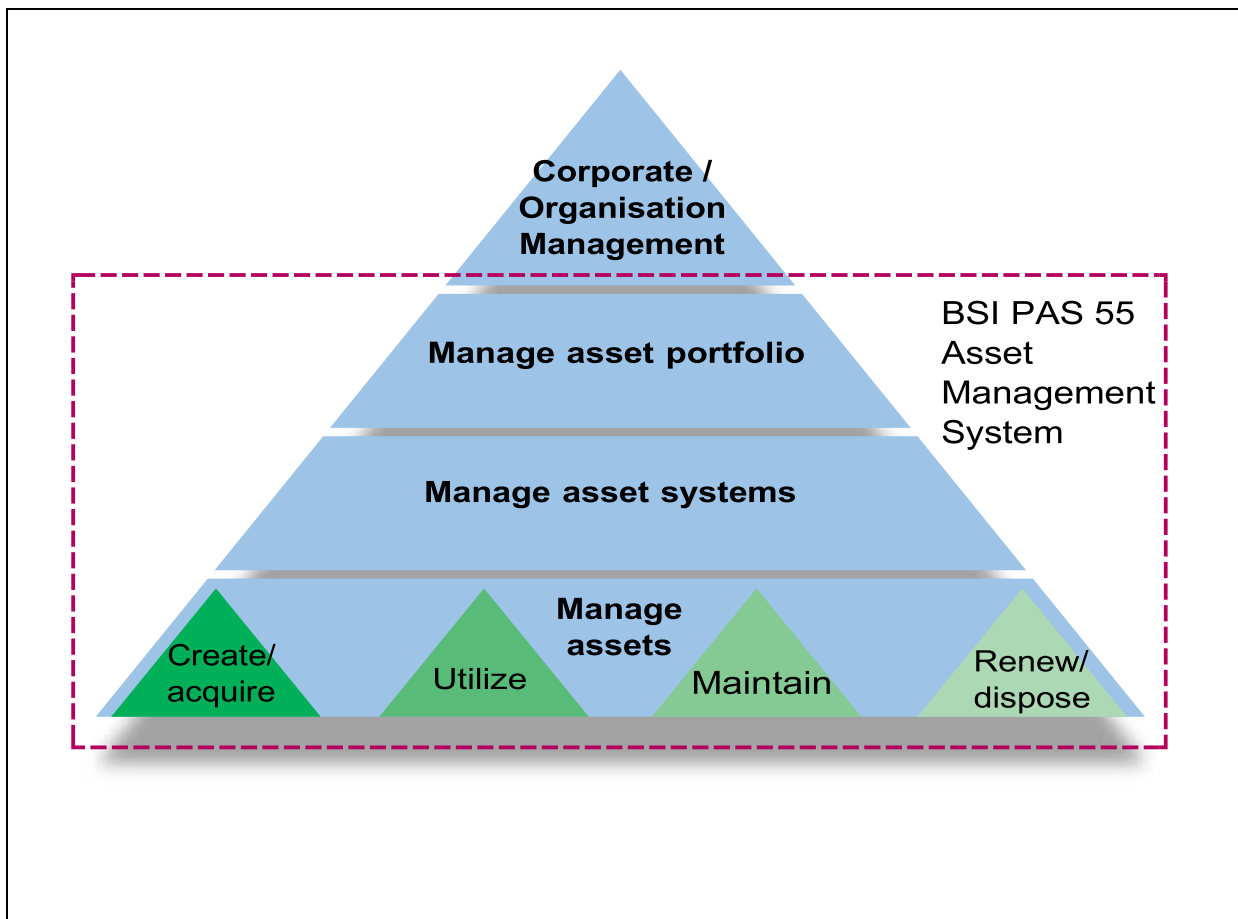 Corporate /
Organisation
Management
BSI PAS 55
Asset
Management
System
Manage asset portfolio
Manage asset systems
Manage
assets
Create/
acquire
Utilize
Maintain
Renew/
dispose